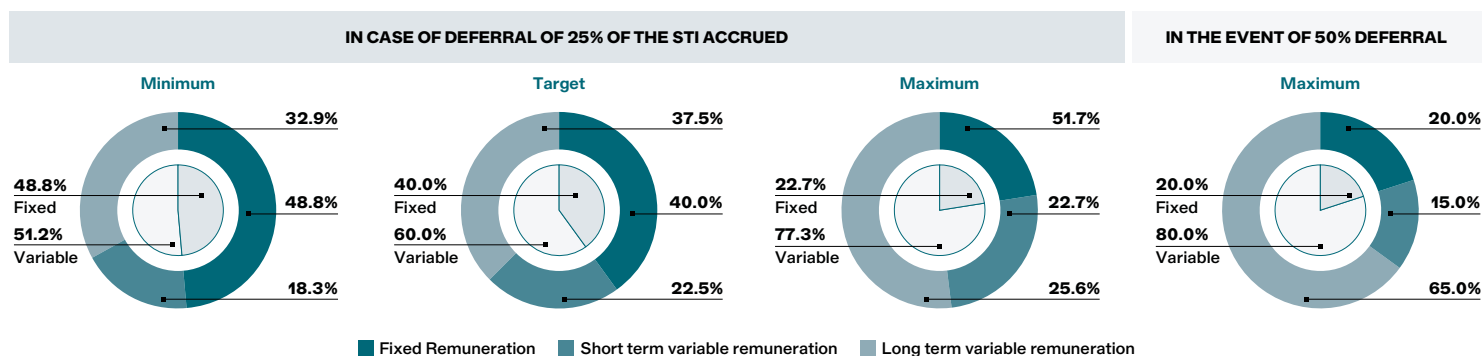 IN CASE OF DEFERRAL OF 25% OF THE STI ACCRUED
IN THE EVENT OF 50% DEFERRAL
Minimum
32.9%
48.8%
Fixed
51.2%
Variable
48.8%
18.3%
Target
37.5%
40.0%
Fixed
60.0%
Variable
40.0%
22.5%
Maximum
51.7%
22.7%
Fixed
77.3%
Variable
22.7%
25.6%
Maximum
20.0%
20.0%
Fixed
80.0%
Variable
15.0%
65.0%
Fixed Remuneration
Short term variable remuneration
Long term variable remuneration